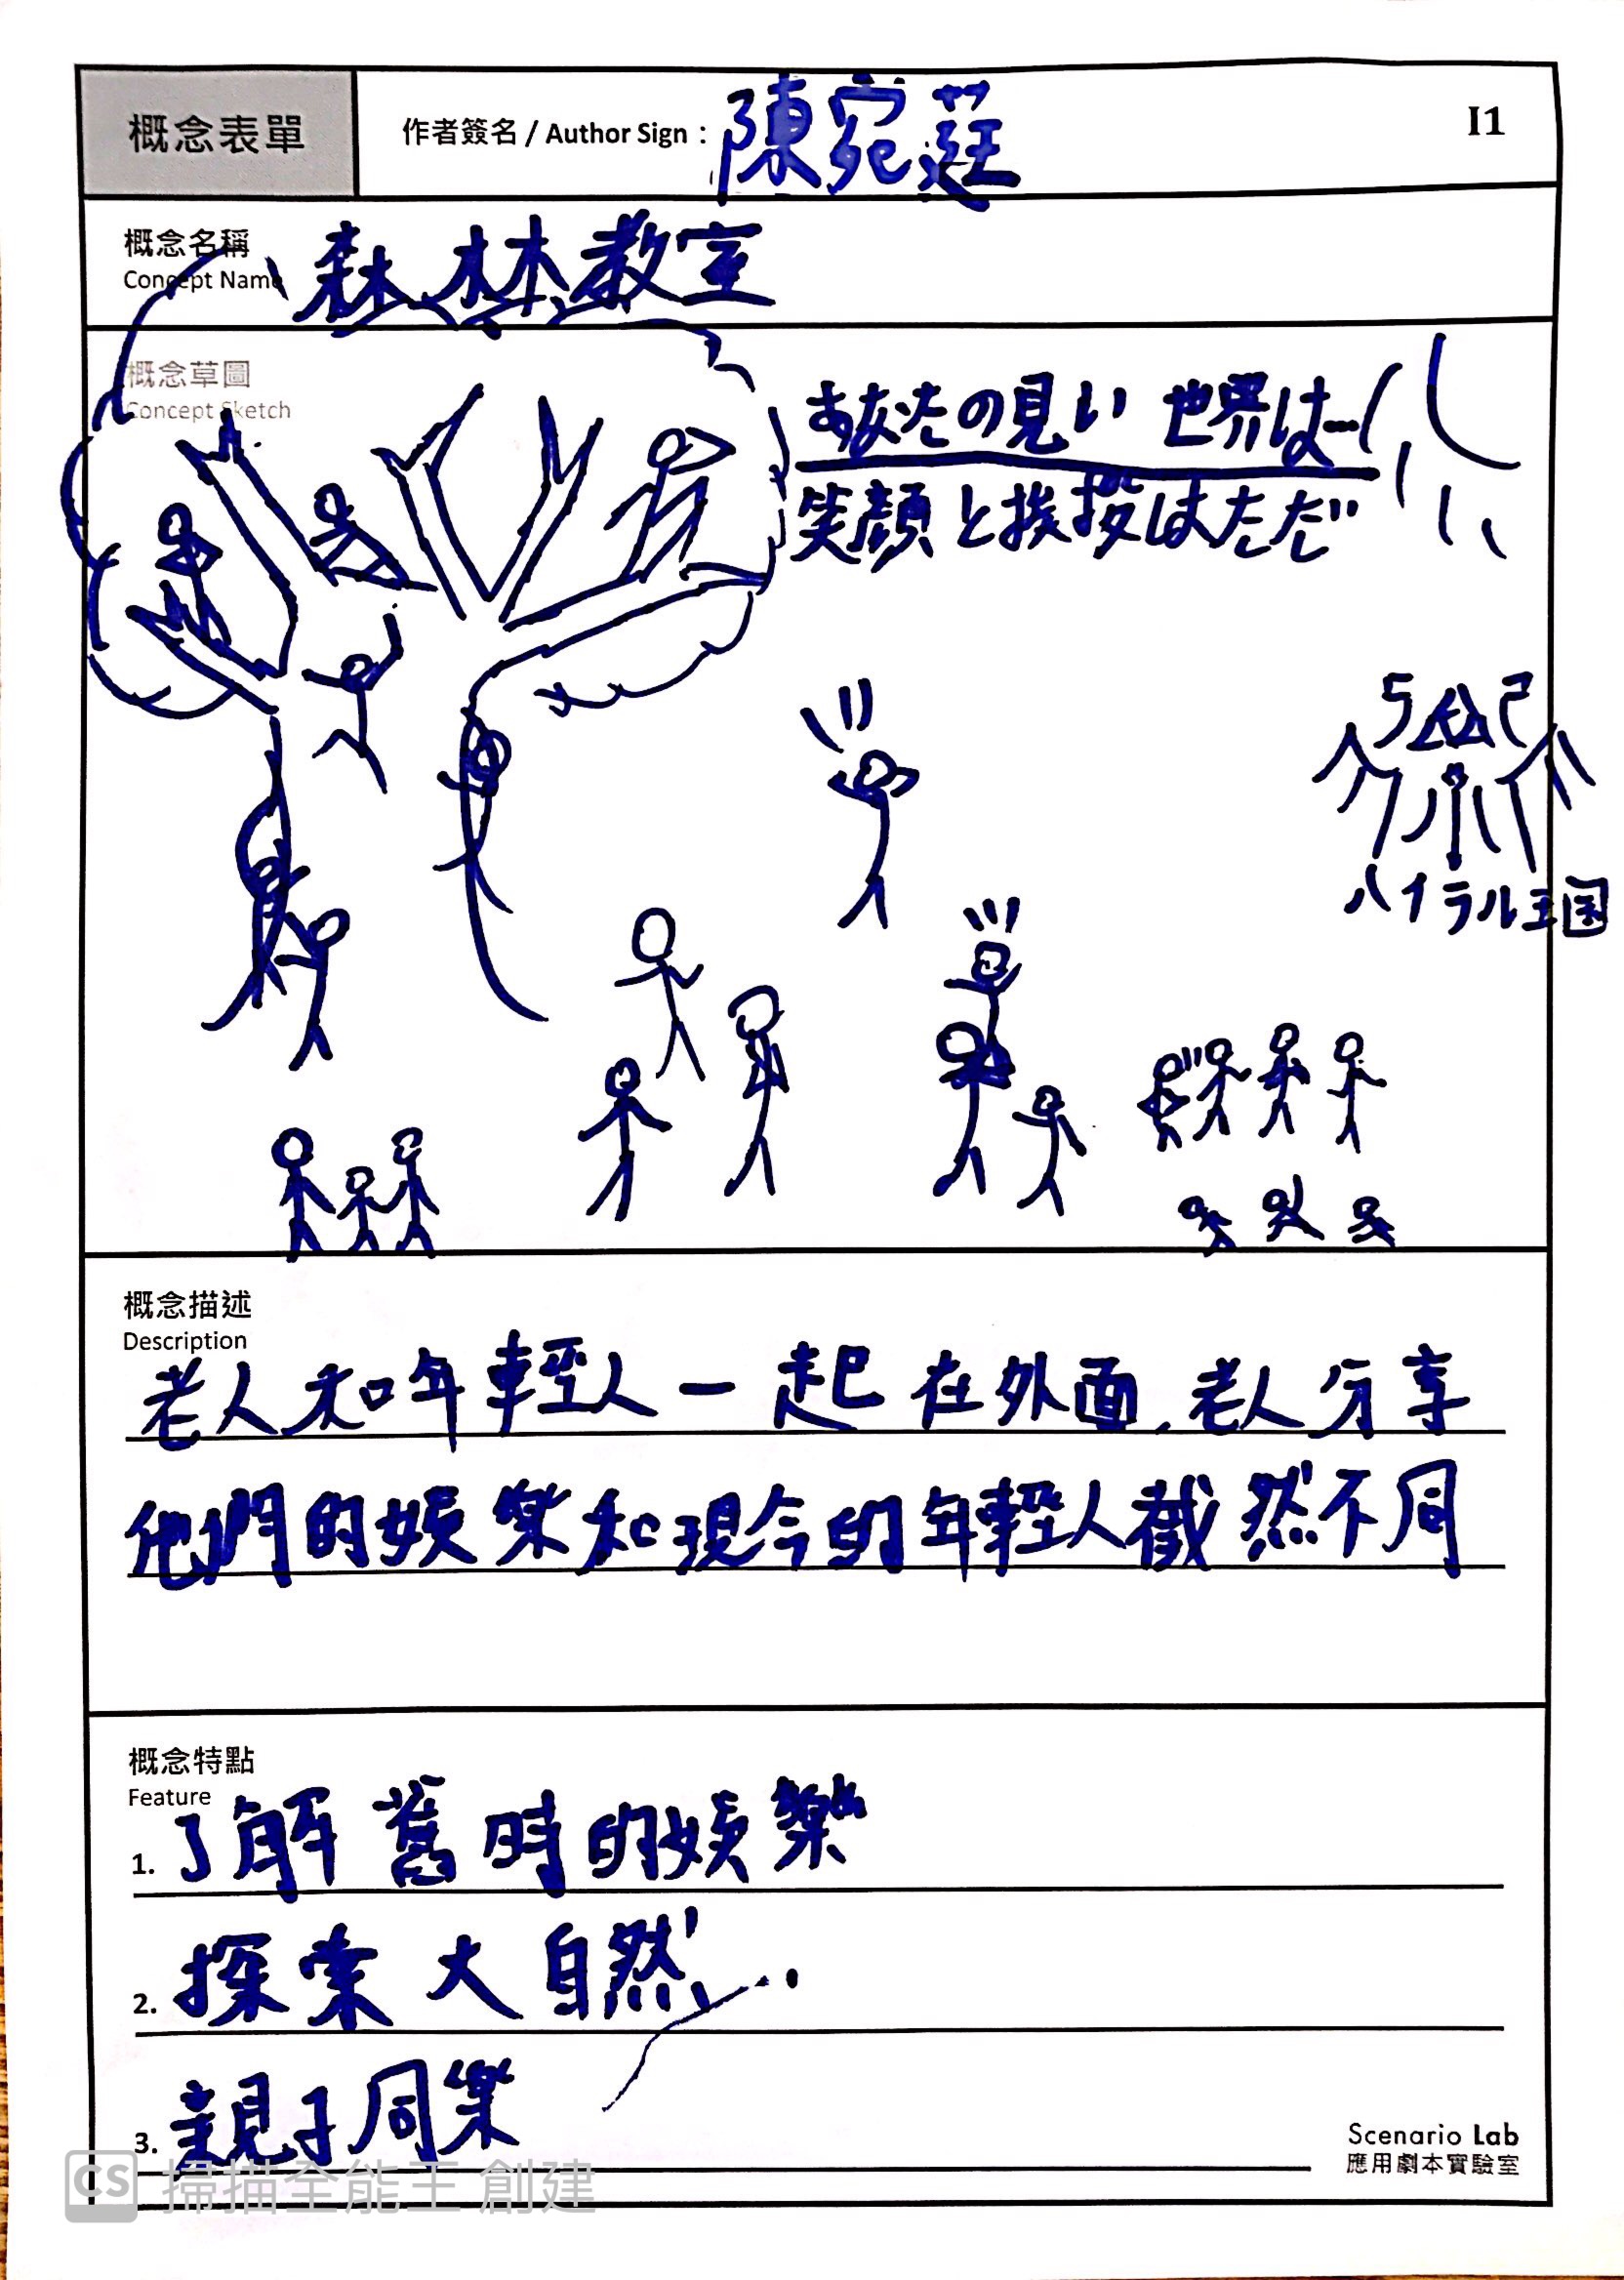 概念表單
作者簽名 / Author Sign : 陳宛莛
I1
概念名稱
Concept Name
森林教室
概念草圖
Concept Sketch
あなたの見い 世界は…
笑顔と挨拶はただ
ハイラル王国
概念描述
Description
老人和年輕人一起在外面,老人分享
他們的娛樂和現今的年輕人截然不同
概念特點
Feature
1. 了解舊時的娛樂
2. 探索大自然
3. 親子同樂
Scenario Lab
應用劇本實驗室
CS 掃描全能王 創建